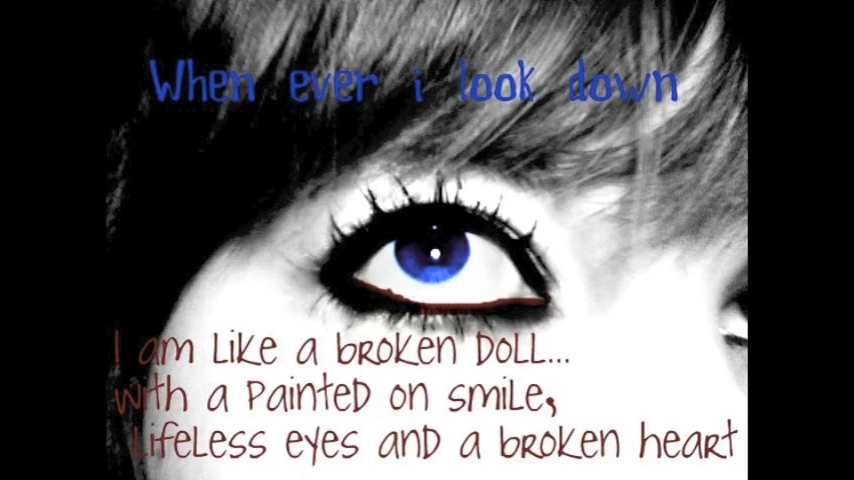 When ever i look down
I am Like a broken DoLL...
with a PainteD on smiLe,
LifeLess eyes anD a broken heart